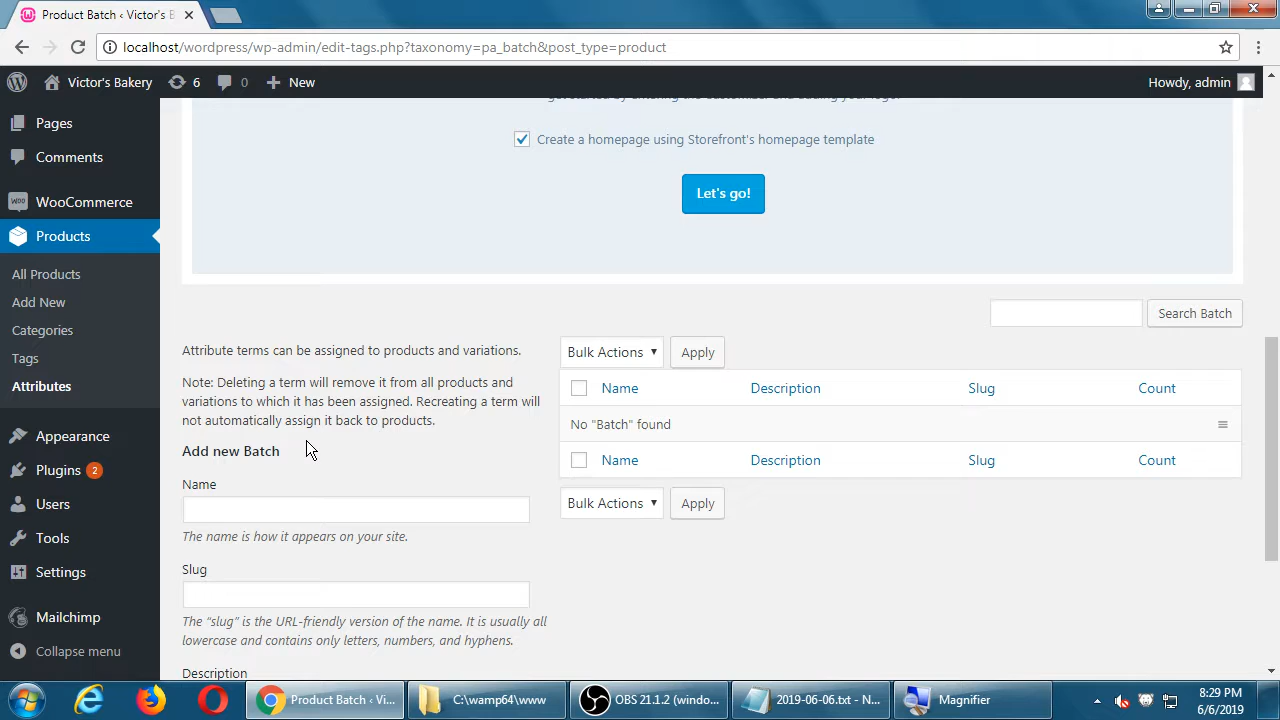 Product Batch ‹ Victor's B
localhost/wordpress/wp-admin/edit-tags.php?taxonomy=pa_batch&post_type=product
Victor's Bakery
6
0
New
Howdy, admin
Pages
Comments
WooCommerce
Products
All Products
Add New
Categories
Tags
Attributes
Appearance
Plugins 2
Users
Tools
Settings
Mailchimp
Collapse menu
Create a homepage using Storefront's homepage template
Let's go!
Search Batch
Attribute terms can be assigned to products and variations.
Note: Deleting a term will remove it from all products and
variations to which it has been assigned. Recreating a term will
not automatically assign it back to products.
Add new Batch
Name
The name is how it appears on your site.
Slug
The “slug” is the URL-friendly version of the name. It is usually all
lowercase and contains only letters, numbers, and hyphens.
Description
Bulk Actions
Apply
Name Description Slug Count
No "Batch" found
Name Description Slug Count
Bulk Actions
Apply
Product Batch ‹ Vi...
C:\wamp64\www
OBS 21.1.2 (windo...
2019-06-06.txt - N...
Magnifier
8:29 PM
6/6/2019